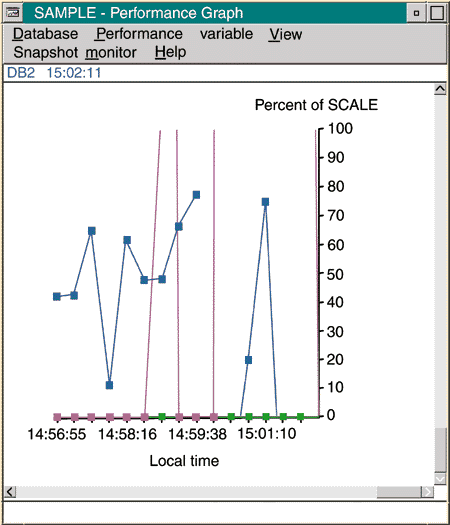 SAMPLE - Performance Graph
Database Performance variable View
Snapshot monitor Help
DB2 15:02:11
Percent of SCALE
100
90
80
70
60
50
40
30
20
10
0
14:56:55 14:58:16 14:59:38 15:01:10
Local time